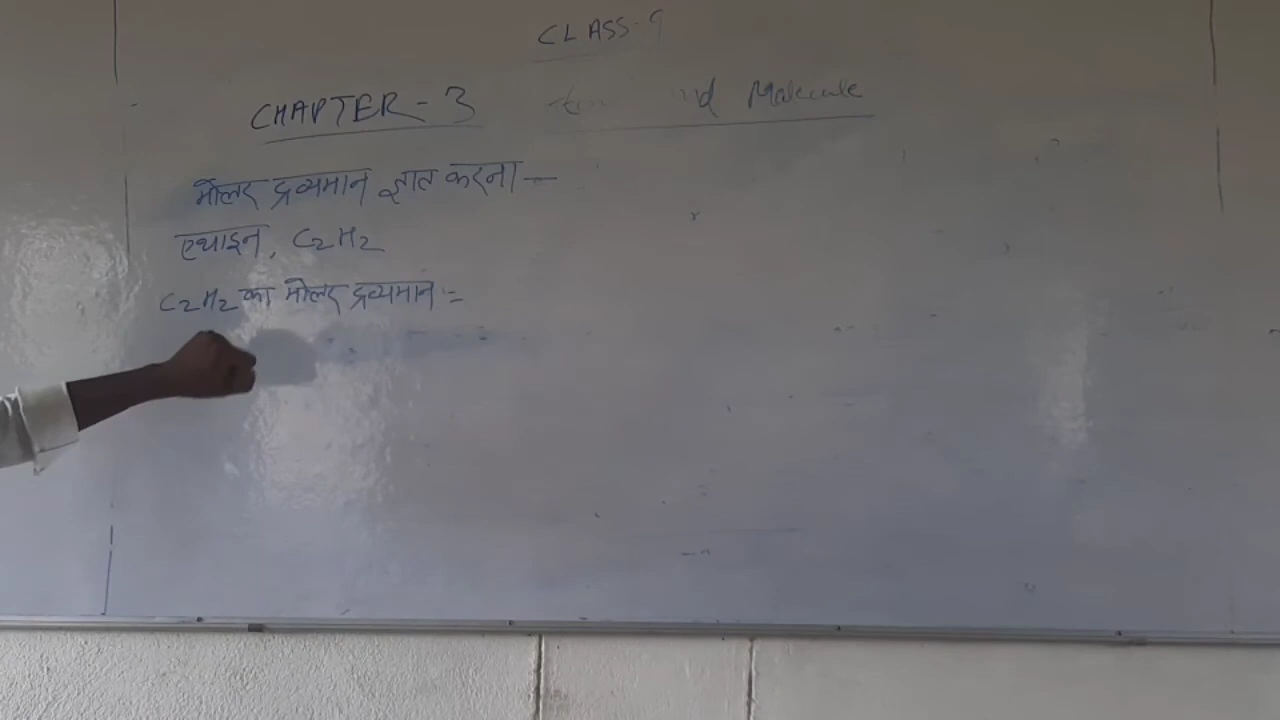 CLASS-9
CHAPTER-3 Molecule
मोलर द्रव्यमान ज्ञात करना —
एथाइन, C₂H₂
C₂H₂ का मोलर द्रव्यमान :=